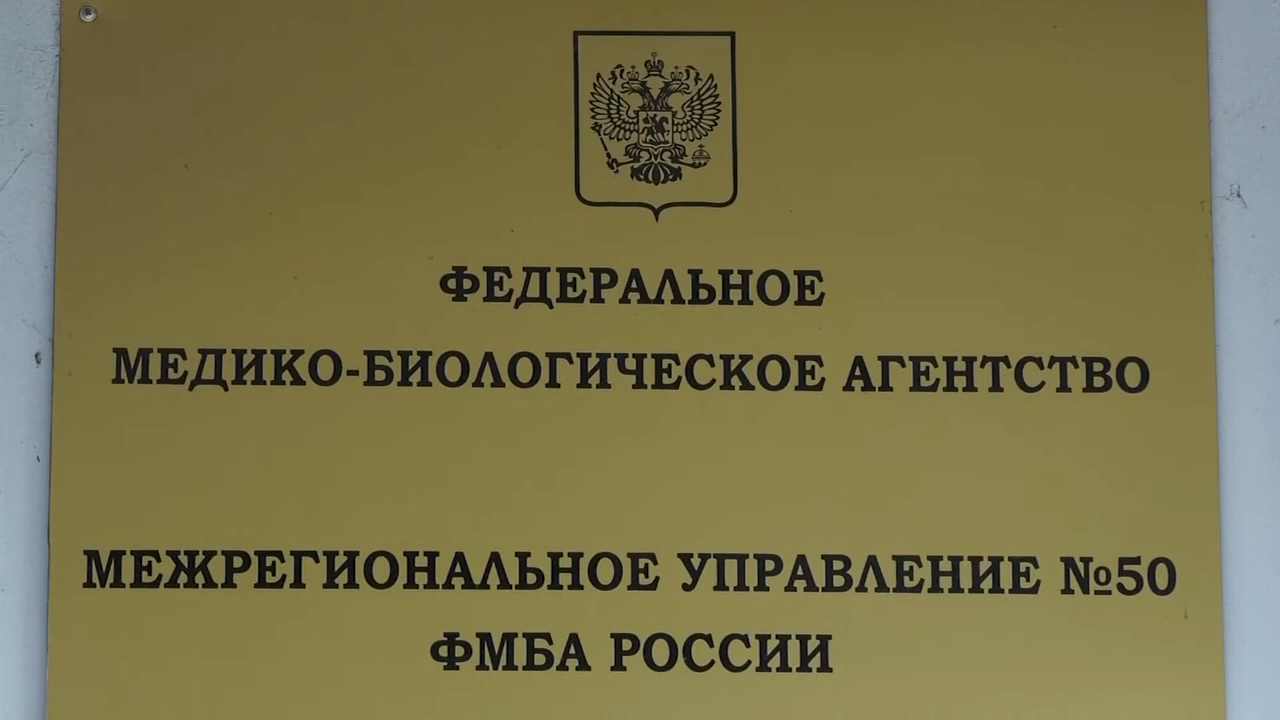 ФЕДЕРАЛЬНОЕ
МЕДИКО-БИОЛОГИЧЕСКОЕ АГЕНТСТВО
МЕЖРЕГИОНАЛЬНОЕ УПРАВЛЕНИЕ №50
ФМБА РОССИИ